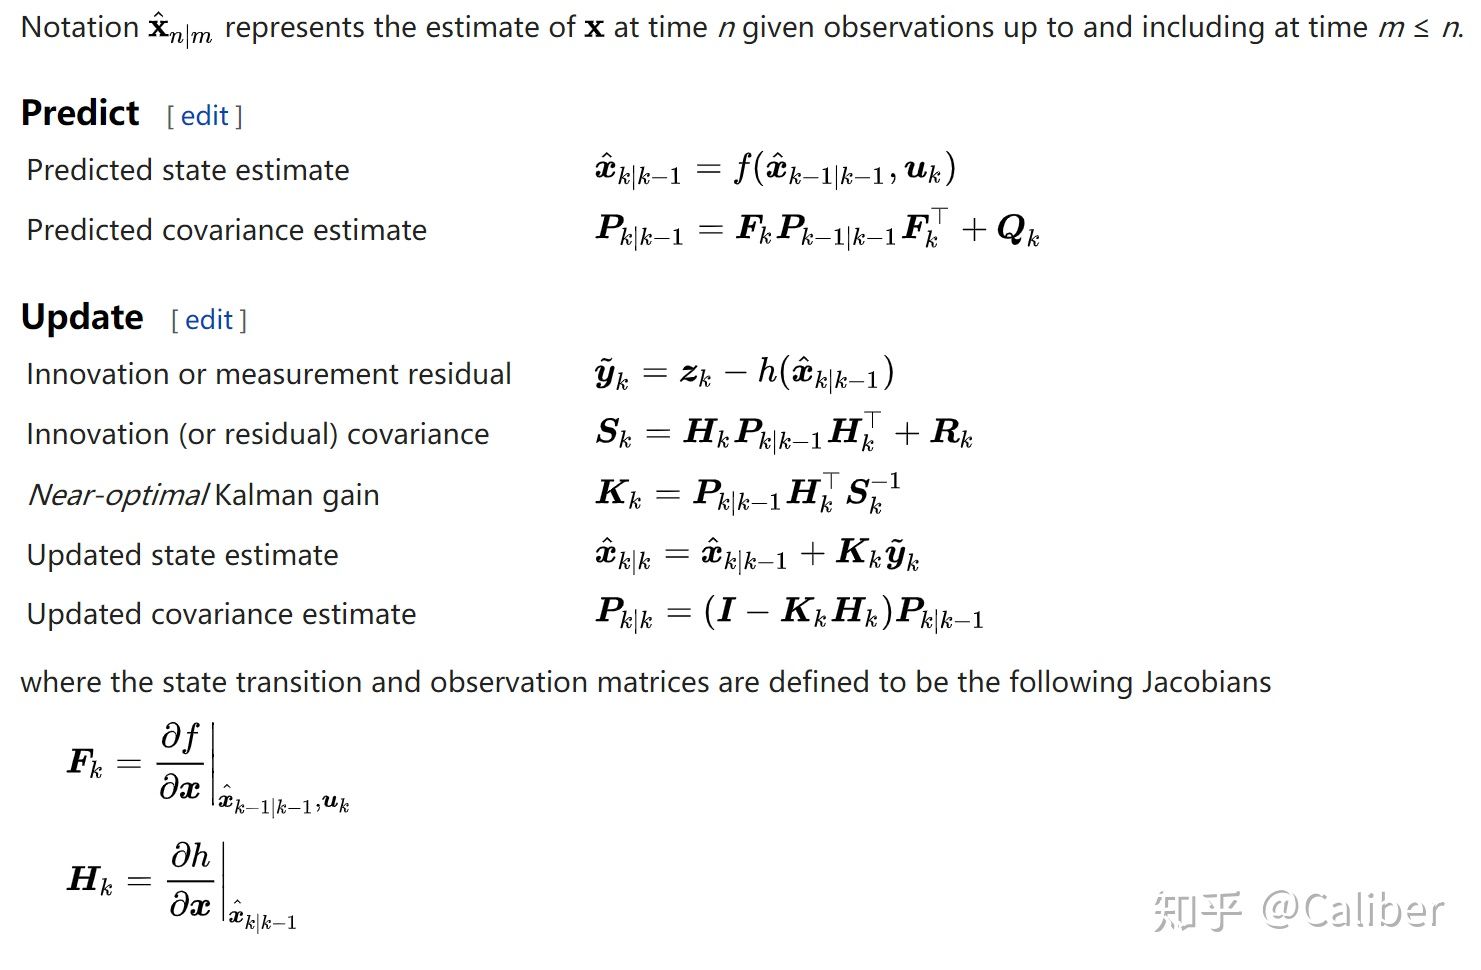 Notation $\hat{\mathbf{x}}_{n|m}$ represents the estimate of $\mathbf{x}$ at time n given observations up to and including at time m ≤ n.
Predict [ edit ]
Predicted state estimate $\hat{\boldsymbol{x}}_{k|k-1} = f(\hat{\boldsymbol{x}}_{k-1|k-1}, \boldsymbol{u}_k)$
Predicted covariance estimate $\boldsymbol{P}_{k|k-1} = \boldsymbol{F}_k \boldsymbol{P}_{k-1|k-1} \boldsymbol{F}_k^\top + \boldsymbol{Q}_k$
Update [ edit ]
Innovation or measurement residual $\tilde{\boldsymbol{y}}_k = \boldsymbol{z}_k - h(\hat{\boldsymbol{x}}_{k|k-1})$
Innovation (or residual) covariance $\boldsymbol{S}_k = \boldsymbol{H}_k \boldsymbol{P}_{k|k-1} \boldsymbol{H}_k^\top + \boldsymbol{R}_k$
Near-optimal Kalman gain $\boldsymbol{K}_k = \boldsymbol{P}_{k|k-1} \boldsymbol{H}_k^\top \boldsymbol{S}_k^{-1}$
Updated state estimate $\hat{\boldsymbol{x}}_{k|k} = \hat{\boldsymbol{x}}_{k|k-1} + \boldsymbol{K}_k \tilde{\boldsymbol{y}}_k$
Updated covariance estimate $\boldsymbol{P}_{k|k} = (\boldsymbol{I} - \boldsymbol{K}_k \boldsymbol{H}_k) \boldsymbol{P}_{k|k-1}$
where the state transition and observation matrices are defined to be the following Jacobians
$\boldsymbol{F}_k = \left. \frac{\partial f}{\partial \boldsymbol{x}} \right|_{\hat{\boldsymbol{x}}_{k-1|k-1}, \boldsymbol{u}_k}$
$\boldsymbol{H}_k = \left. \frac{\partial h}{\partial \boldsymbol{x}} \right|_{\hat{\boldsymbol{x}}_{k|k-1}}$
知乎 @Caliber